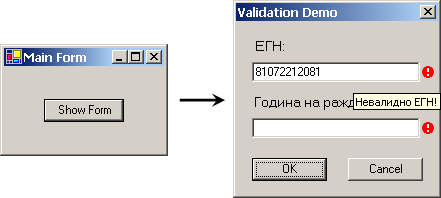 Main Form
Show Form
Validation Demo
ЕГН:
81072212081
Година на ражд
Невалидно ЕГН!
OK
Cancel